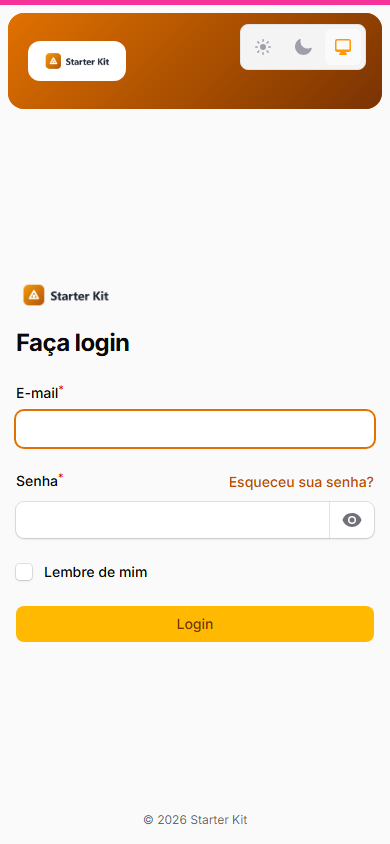 Starter Kit
Starter Kit
Faça login
E-mail*
Senha*
Esqueceu sua senha?
Lembre de mim
Login
© 2026 Starter Kit